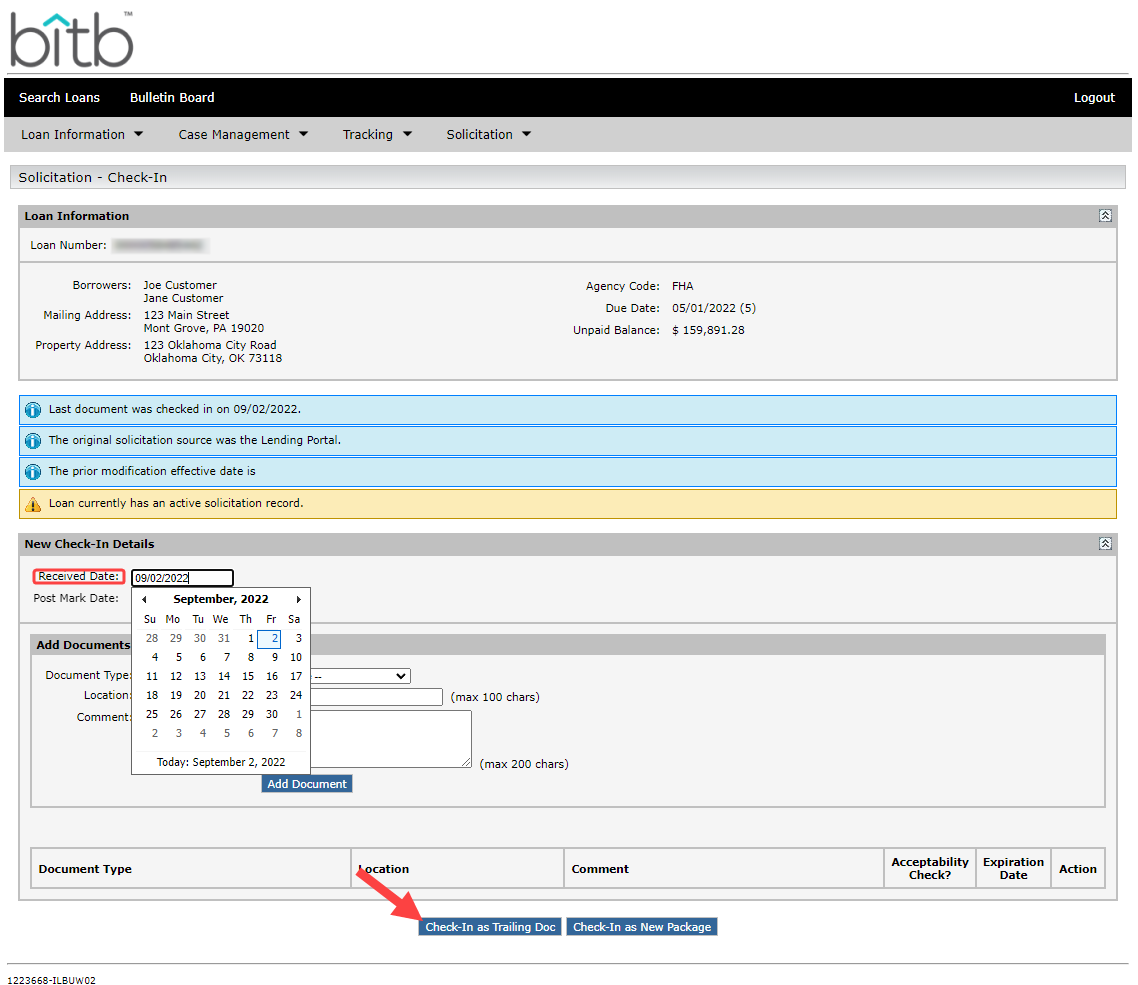 bîtb™
Search Loans Bulletin Board Logout
Loan Information Case Management Tracking Solicitation
Solicitation - Check-In
Loan Information
Loan Number:
Borrowers: Joe Customer
Jane Customer
Mailing Address: 123 Main Street
Mont Grove, PA 19020
Property Address: 123 Oklahoma City Road
Oklahoma City, OK 73118
Agency Code: FHA
Due Date: 05/01/2022 (5)
Unpaid Balance: $ 159,891.28
Last document was checked in on 09/02/2022.
The original solicitation source was the Lending Portal.
The prior modification effective date is
Loan currently has an active solicitation record.
New Check-In Details
Received Date: 09/02/2022
Post Mark Date:
September, 2022
Su Mo Tu We Th Fr Sa
28 29 30 31 1 2 3
4 5 6 7 8 9 10
11 12 13 14 15 16 17
18 19 20 21 22 23 24
25 26 27 28 29 30 1
2 3 4 5 6 7 8
Today: September 2, 2022
Add Documents
Document Type: --
Location: (max 100 chars)
Comment: (max 200 chars)
Add Document
Document Type Location Comment Acceptability Check? Expiration Date Action
Check-In as Trailing Doc Check-In as New Package
1223668-ILBUW02